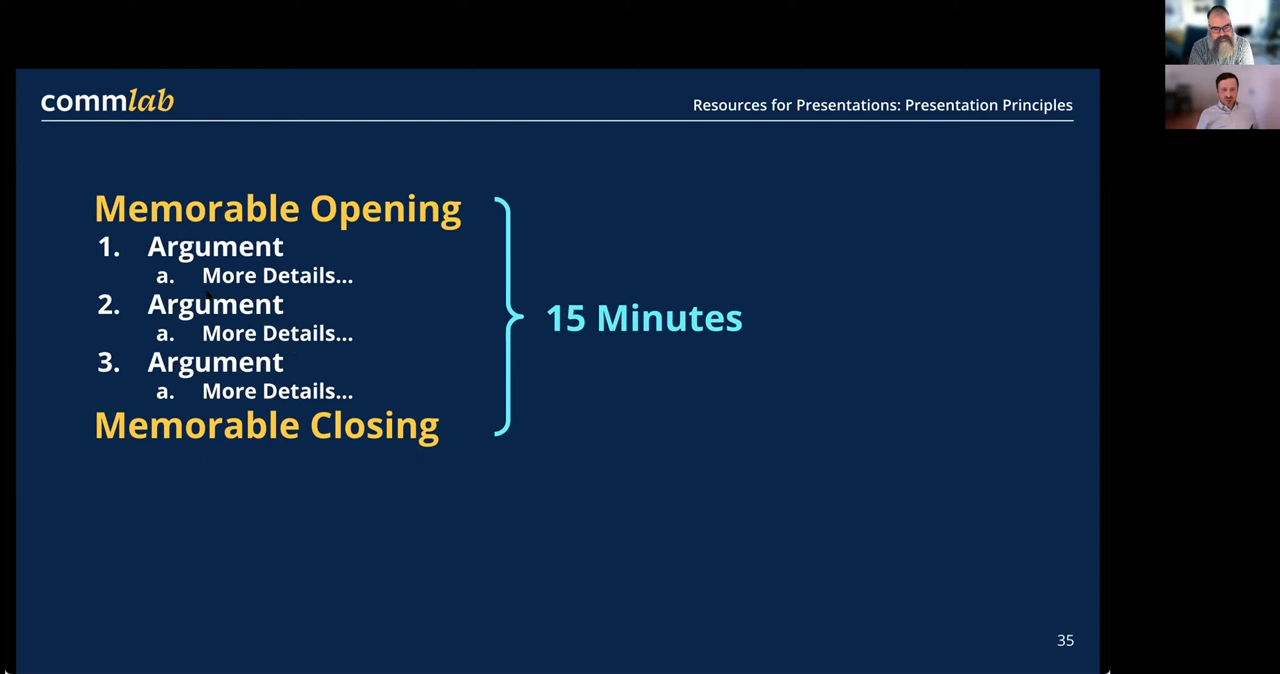 commlab
Resources for Presentations: Presentation Principles
Memorable Opening
1. Argument
a. More Details...
2. Argument
a. More Details...
3. Argument
a. More Details...
Memorable Closing
15 Minutes
35